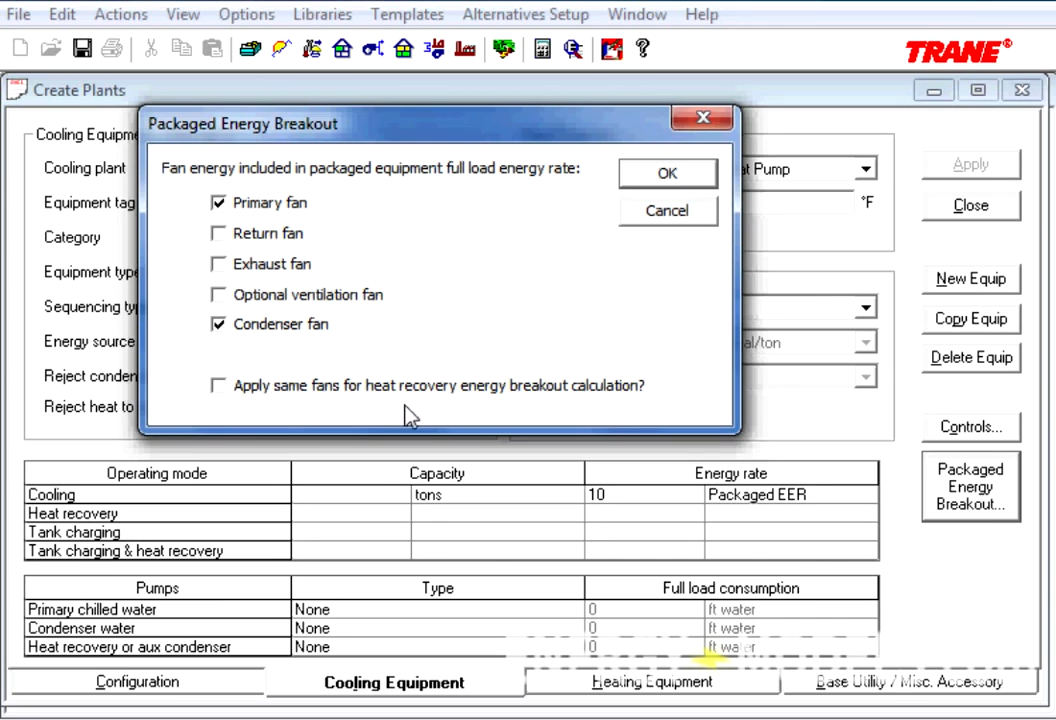 File Edit Actions View Options Libraries Templates Alternatives Setup Window Help
TRANE®
Create Plants
Packaged Energy Breakout
Fan energy included in packaged equipment full load energy rate:
OK
Cancel
Primary fan
Return fan
Exhaust fan
Optional ventilation fan
Condenser fan
Apply same fans for heat recovery energy breakout calculation?
Cooling Equipme
Cooling plant
at Pump
Equipment tag
°F
Category
Equipment type
Sequencing ty
Energy source
al/ton
Reject conden
Reject heat to
Apply
Close
New Equip
Copy Equip
Delete Equip
Controls...
Packaged
Energy
Breakout...
Operating mode Capacity Energy rate
Cooling tons 10 Packaged EER
Heat recovery
Tank charging
Tank charging & heat recovery
Pumps Type Full load consumption
Primary chilled water None 0 ft water
Condenser water None 0 ft water
Heat recovery or aux condenser None 0 ft water
Configuration Cooling Equipment Heating Equipment Base Utility / Misc. Accessory